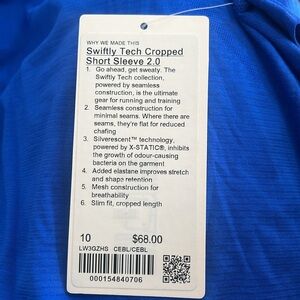 WHY WE MADE THIS
Swiftly Tech Cropped
Short Sleeve 2.0
1. Go ahead, get sweaty. The
Swiftly Tech collection,
powered by seamless
construction, is the ultimate
gear for running and training
2. Seamless construction for
minimal seams. Where there
are seams, they're flat for reduced
chafing
3. Silverescent™ technology,
powered by X-STATIC®, inhibits
the growth of odour-causing
bacteria on the garment
4. Added elastane improves stretch
and shape retention
5. Mesh construction for
breathability
6. Slim fit, cropped length
10 $68.00
LW3GZHS CEBL/CEBL
000154840706